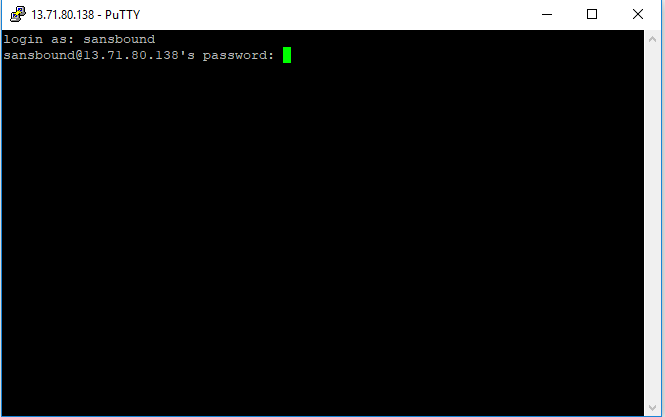 13.71.80.138 - PuTTY
login as: sansbound
sansbound@13.71.80.138's password: